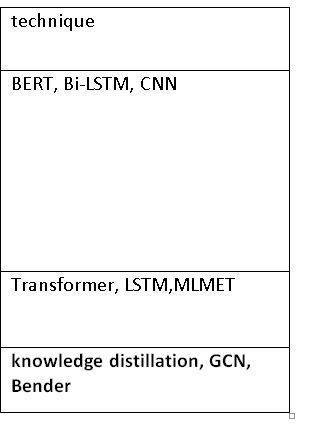 technique
BERT, Bi-LSTM, CNN
Transformer, LSTM,MLMET
knowledge distillation, GCN,
Bender